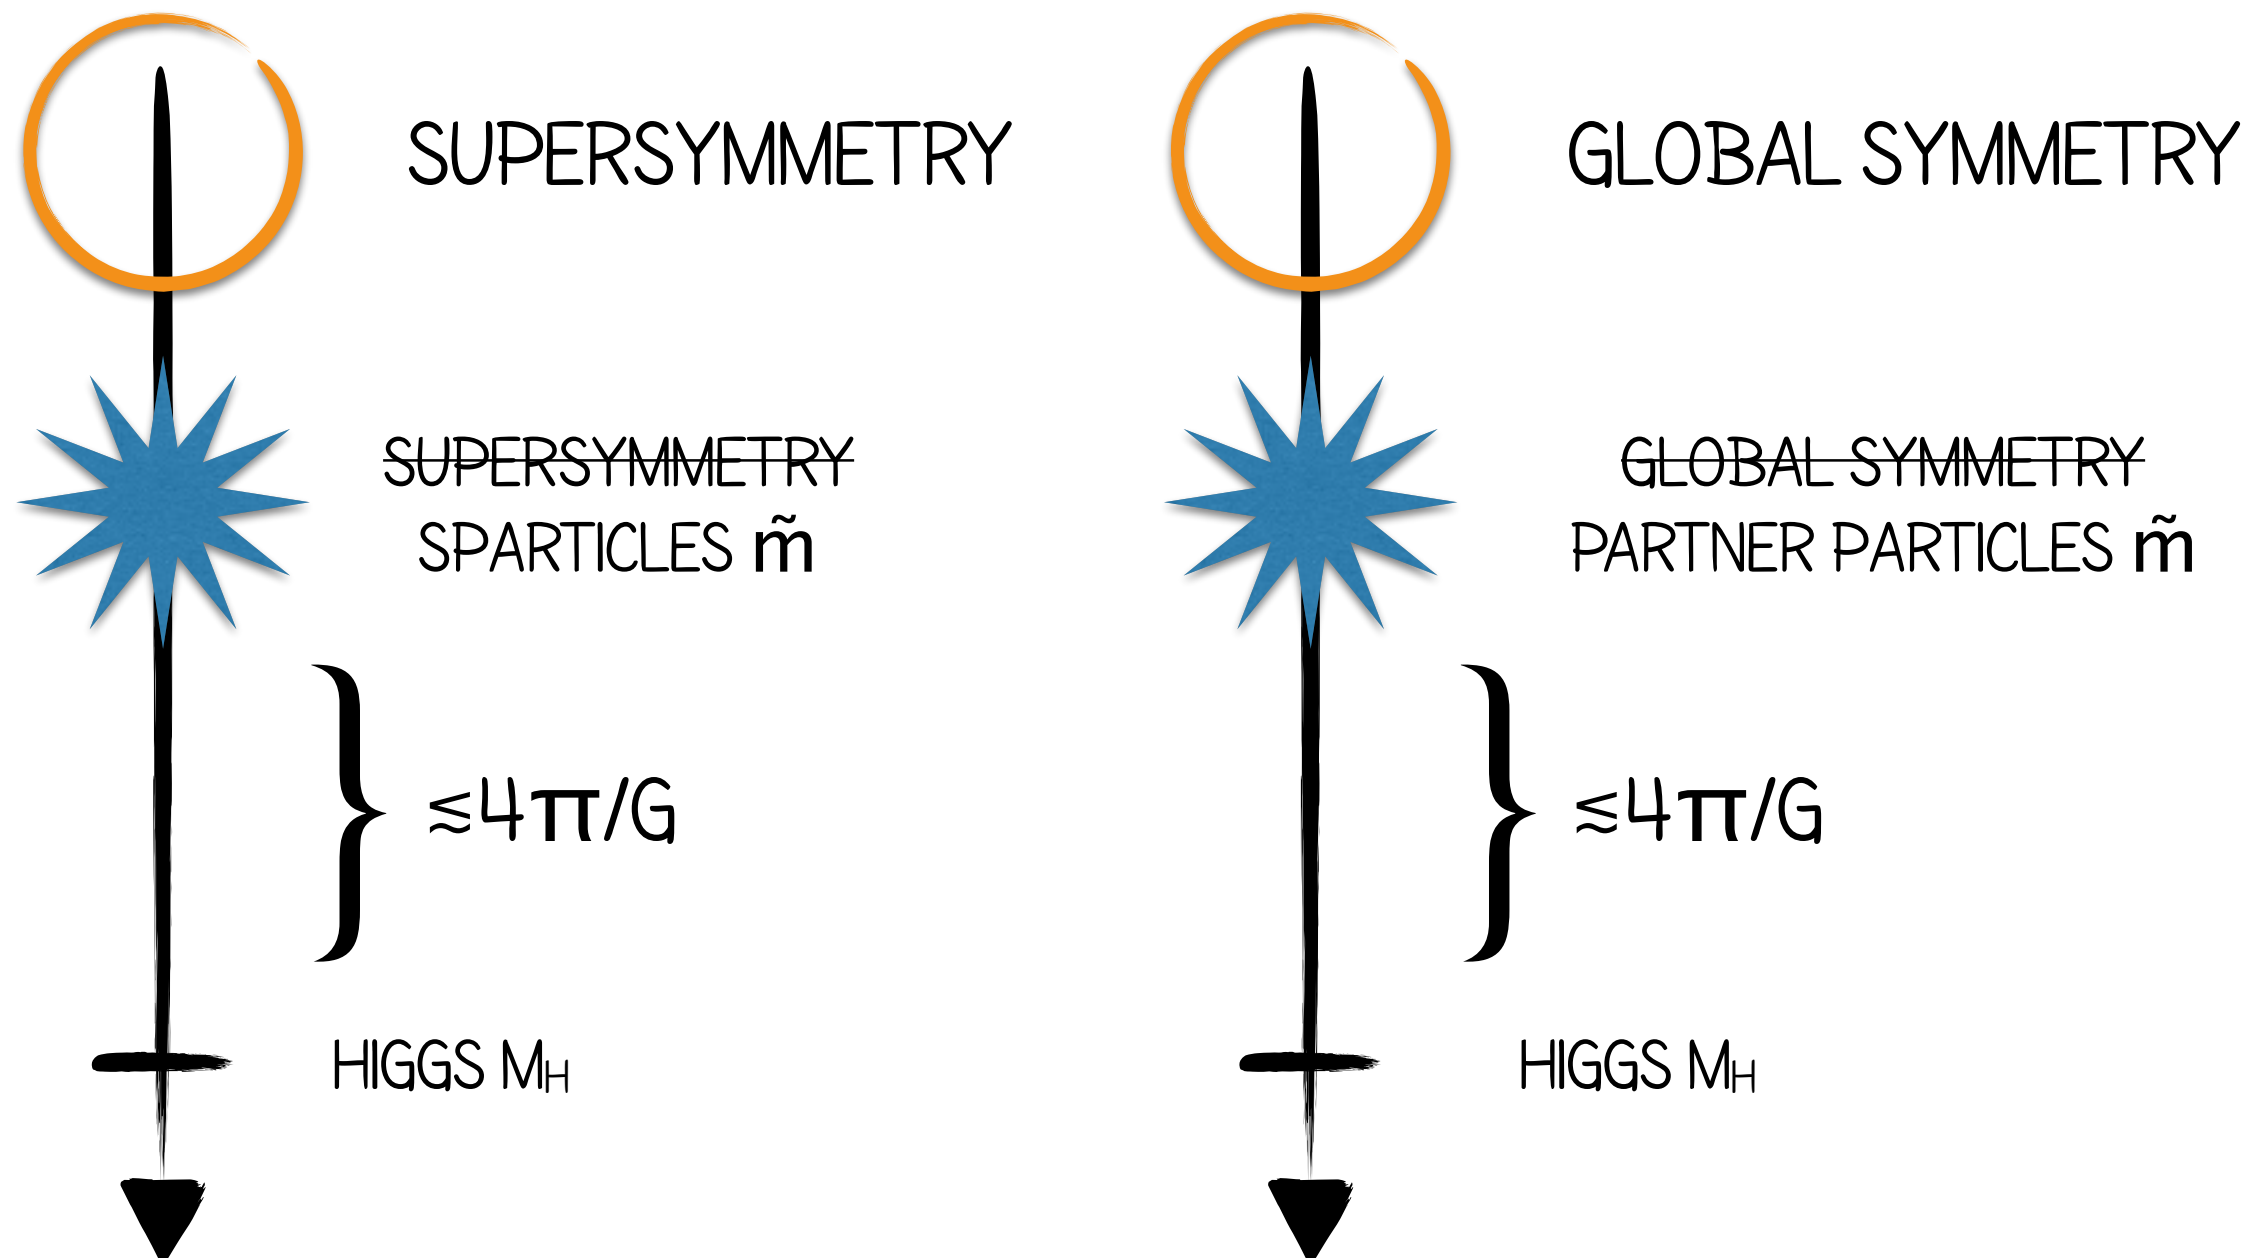 SUPERSYMMETRY
SUPERSYMMETRY
SPARTICLES m̃
≲4π/G
HIGGS MH
GLOBAL SYMMETRY
GLOBAL SYMMETRY
PARTNER PARTICLES m̃
≲4π/G
HIGGS MH